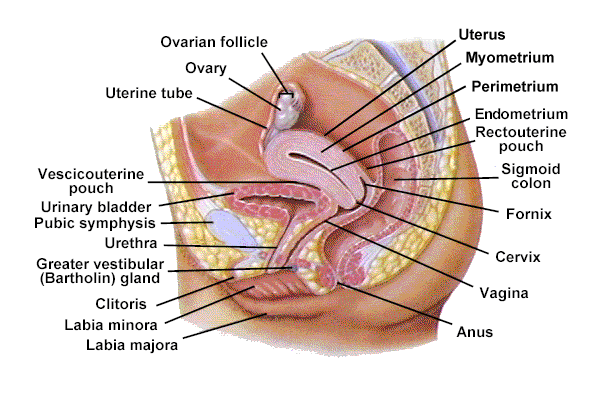 Ovarian follicle
Ovary
Uterine tube
Vescicouterine
pouch
Urinary bladder
Pubic symphysis
Urethra
Greater vestibular
(Bartholin) gland
Clitoris
Labia minora
Labia majora
Uterus
Myometrium
Perimetrium
Endometrium
Rectouterine
pouch
Sigmoid
colon
Fornix
Cervix
Vagina
Anus